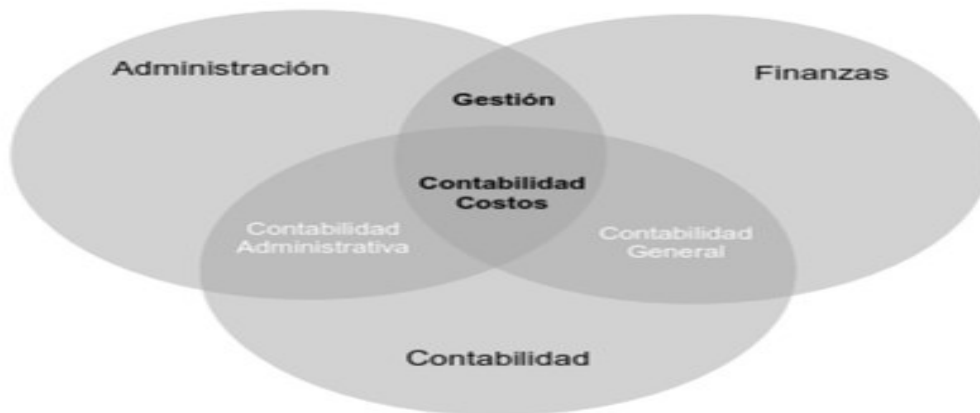 Administración
Finanzas
Gestión
Contabilidad
Costos
Contabilidad
Administrativa
Contabilidad
General
Contabilidad